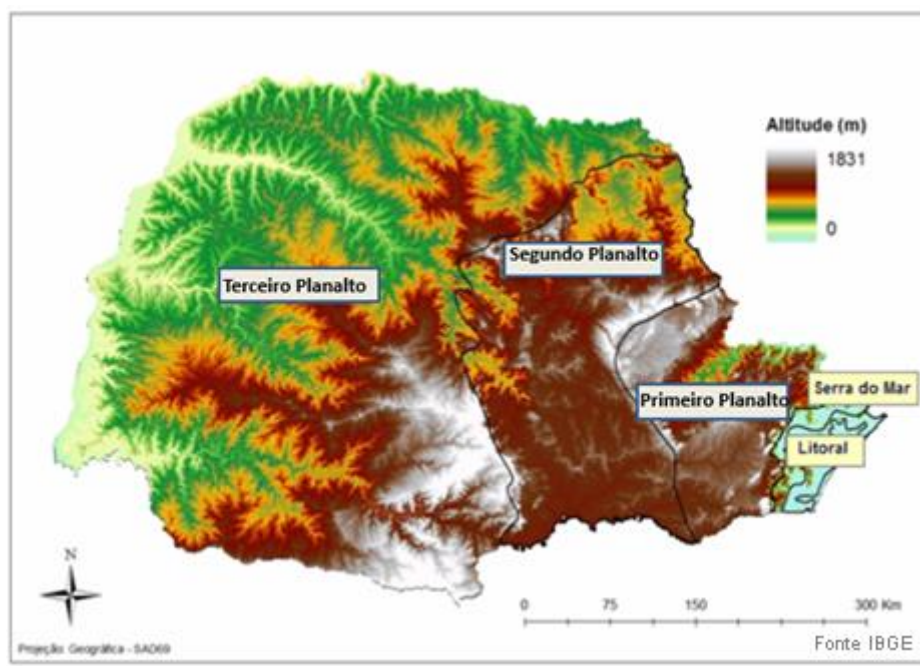 Altitude (m)
1831
0
Segundo Planalto
Terceiro Planalto
Serra do Mar
Primeiro Planalto
Litoral
N
0 75 150 300 Km
Projeção Geográfica - SAD69
Fonte IBGE